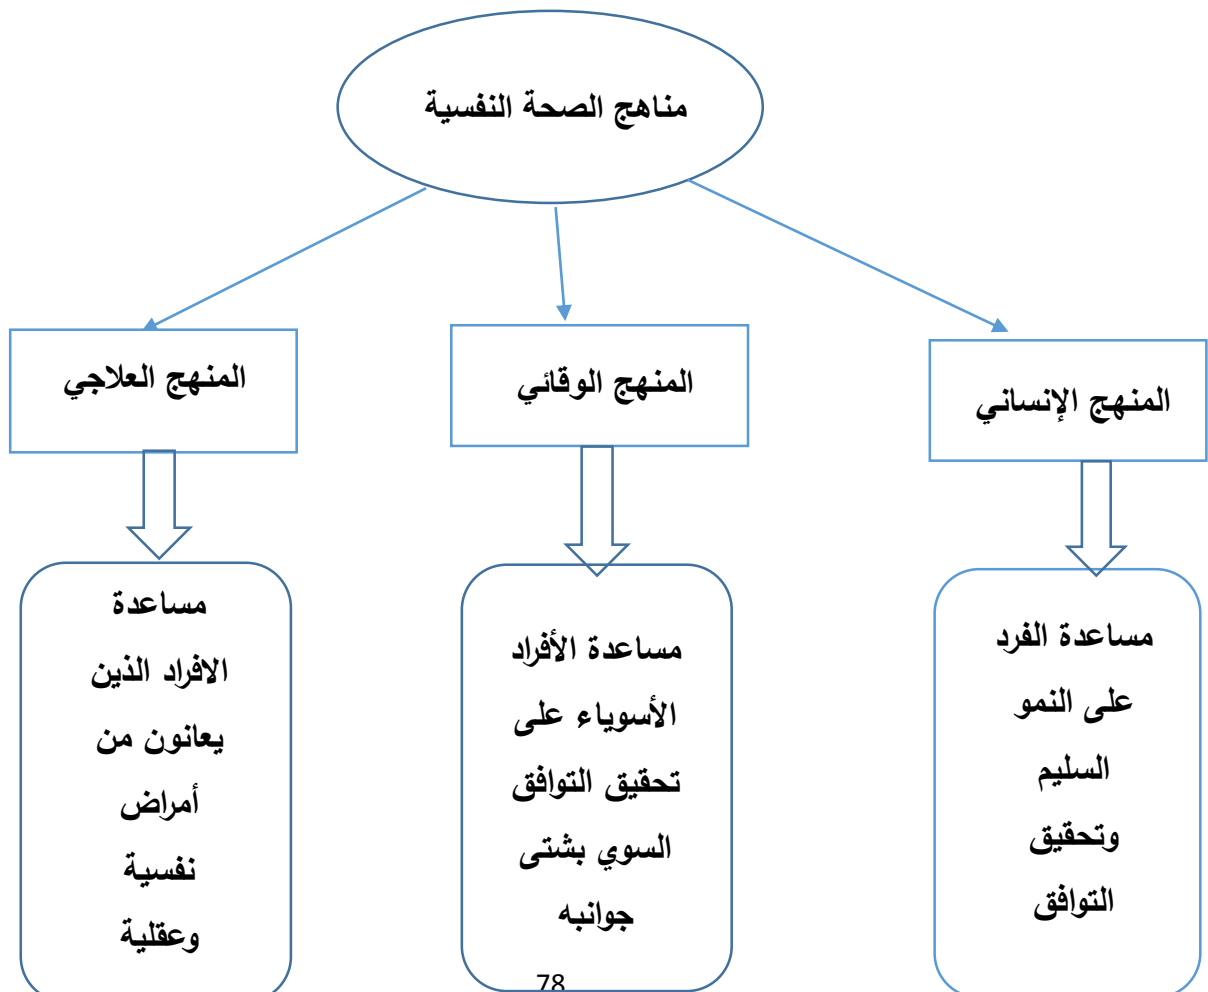 مناهج الصحة النفسية
المنهج الإنساني
المنهج الوقائي
المنهج العلاجي
مساعدة الفرد
على النمو
السليم
وتحقيق
التوافق
مساعدة الأفراد
الأسوياء على
تحقيق التوافق
السوي بشتى
جوانبه
مساعدة
الافراد الذين
يعانون من
أمراض
نفسية
وعقلية
78